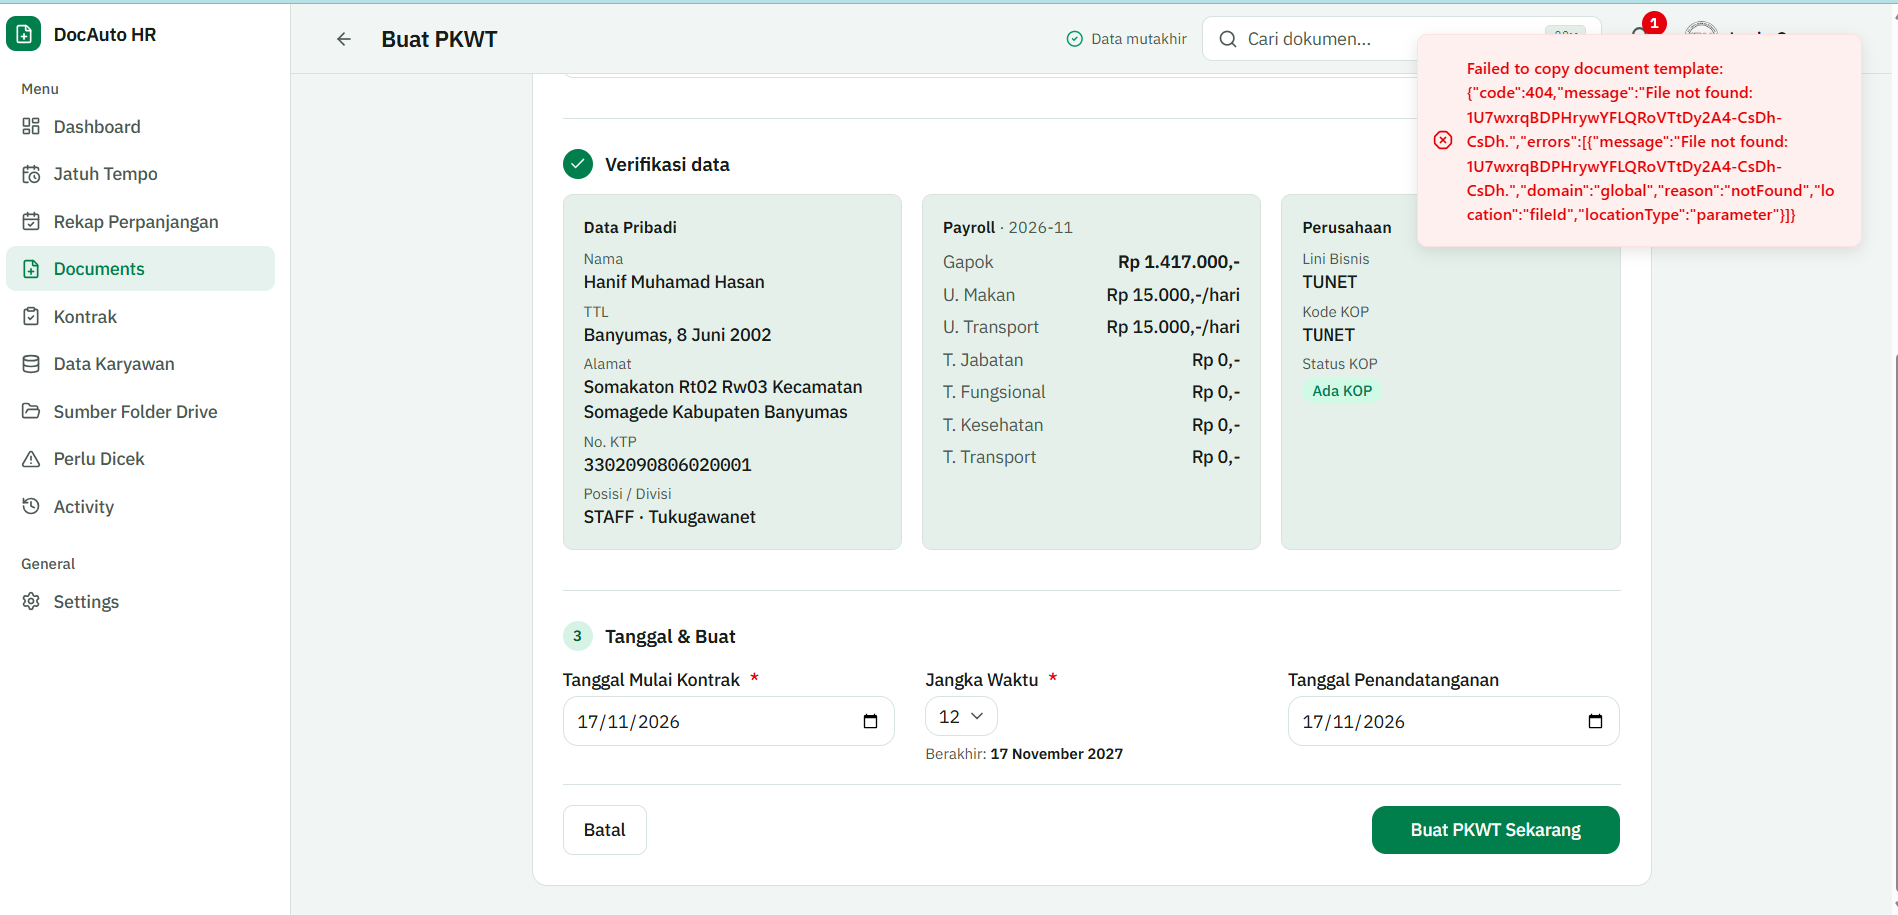 DocAuto HR
Menu
Dashboard
Jatuh Tempo
Rekap Perpanjangan
Documents
Kontrak
Data Karyawan
Sumber Folder Drive
Perlu Dicek
Activity
General
Settings
Buat PKWT
Data mutakhir
Cari dokumen...
1
Failed to copy document template:
{"code":404,"message":"File not found:
1U7wxrqBDPHrywYFLQRoVTtDy2A4-CsDh-
CsDh.","errors":[{"message":"File not found:
1U7wxrqBDPHrywYFLQRoVTtDy2A4-CsDh-
CsDh.","domain":"global","reason":"notFound","lo
cation":"fileId","locationType":"parameter"}]}
Verifikasi data
Data Pribadi
Nama
Hanif Muhamad Hasan
TTL
Banyumas, 8 Juni 2002
Alamat
Somakaton Rt02 Rw03 Kecamatan
Somagede Kabupaten Banyumas
No. KTP
3302090806020001
Posisi / Divisi
STAFF · Tukugawanet
Payroll · 2026-11
Gapok Rp 1.417.000,-
U. Makan Rp 15.000,-/hari
U. Transport Rp 15.000,-/hari
T. Jabatan Rp 0,-
T. Fungsional Rp 0,-
T. Kesehatan Rp 0,-
T. Transport Rp 0,-
Perusahaan
Lini Bisnis
TUNET
Kode KOP
TUNET
Status KOP
Ada KOP
3 Tanggal & Buat
Tanggal Mulai Kontrak *
17/11/2026
Jangka Waktu *
12
Berakhir: 17 November 2027
Tanggal Penandatanganan
17/11/2026
Batal
Buat PKWT Sekarang